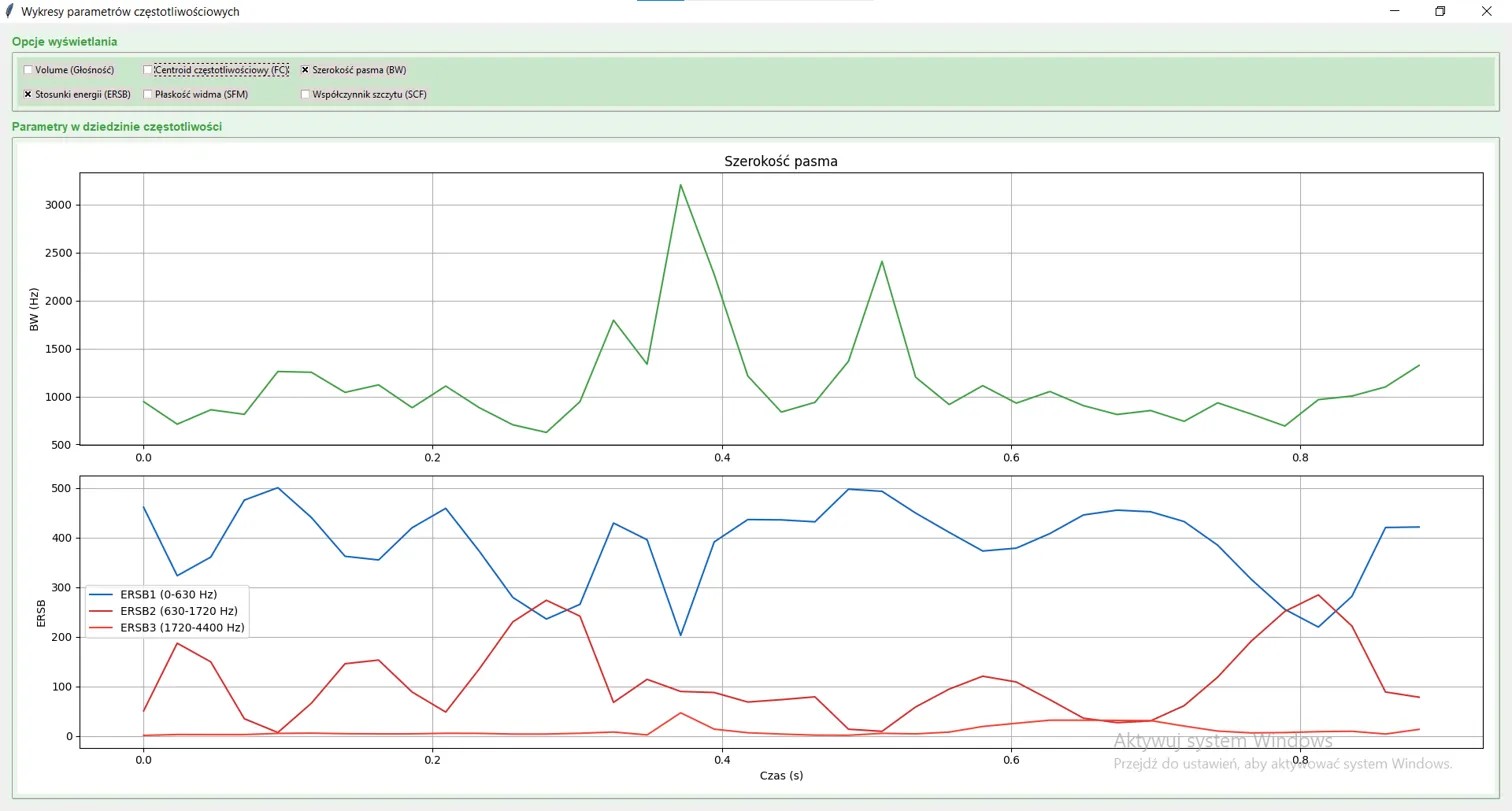 Wykresy parametrów częstotliwościowych
Opcje wyświetlania
Volume (Głośność) Centroid częstotliwościowy (FC) Szerokość pasma (BW)
Stosunki energii (ERSB) Płaskość widma (SFM) Współczynnik szczytu (SCF)
Parametry w dziedzinie częstotliwości
Szerokość pasma
3000
2500
2000
1500
1000
500
BW (Hz)
0.0 0.2 0.4 0.6 0.8
500
400
300
200
100
0
ERSB
ERSB1 (0-630 Hz)
ERSB2 (630-1720 Hz)
ERSB3 (1720-4400 Hz)
0.0 0.2 0.4 0.6 0.8
Czas (s)
Aktywuj system Windows
Przejdź do ustawień, aby aktywować system Windows.